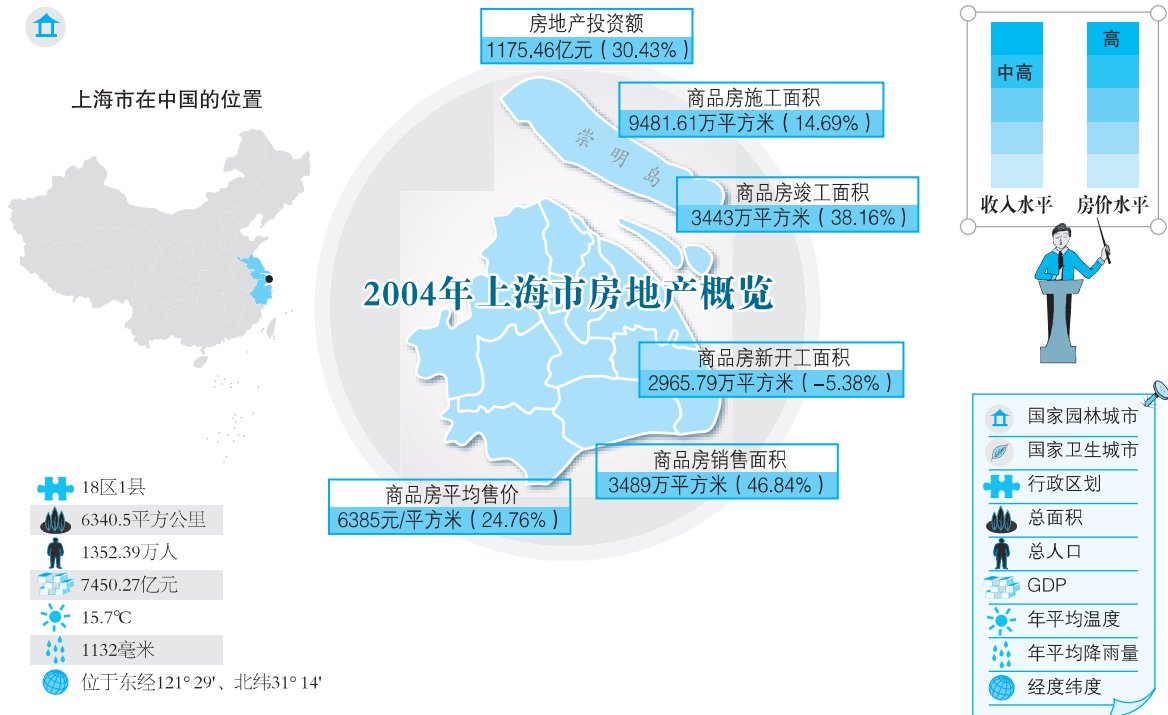 房地产投资额
1175.46亿元（30.43%）
上海市在中国的位置
商品房施工面积
9481.61万平方米（14.69%）
崇明岛
商品房竣工面积
3443万平方米（38.16%）
高
中高
收入水平
房价水平
2004年上海市房地产概览
商品房新开工面积
2965.79万平方米（-5.38%）
商品房销售面积
3489万平方米（46.84%）
商品房平均售价
6385元/平方米（24.76%）
18区1县
6340.5平方公里
1352.39万人
7450.27亿元
15.7℃
1132毫米
位于东经121° 29'、北纬31° 14'
国家园林城市
国家卫生城市
行政区划
总面积
总人口
GDP
年平均温度
年平均降雨量
经度纬度